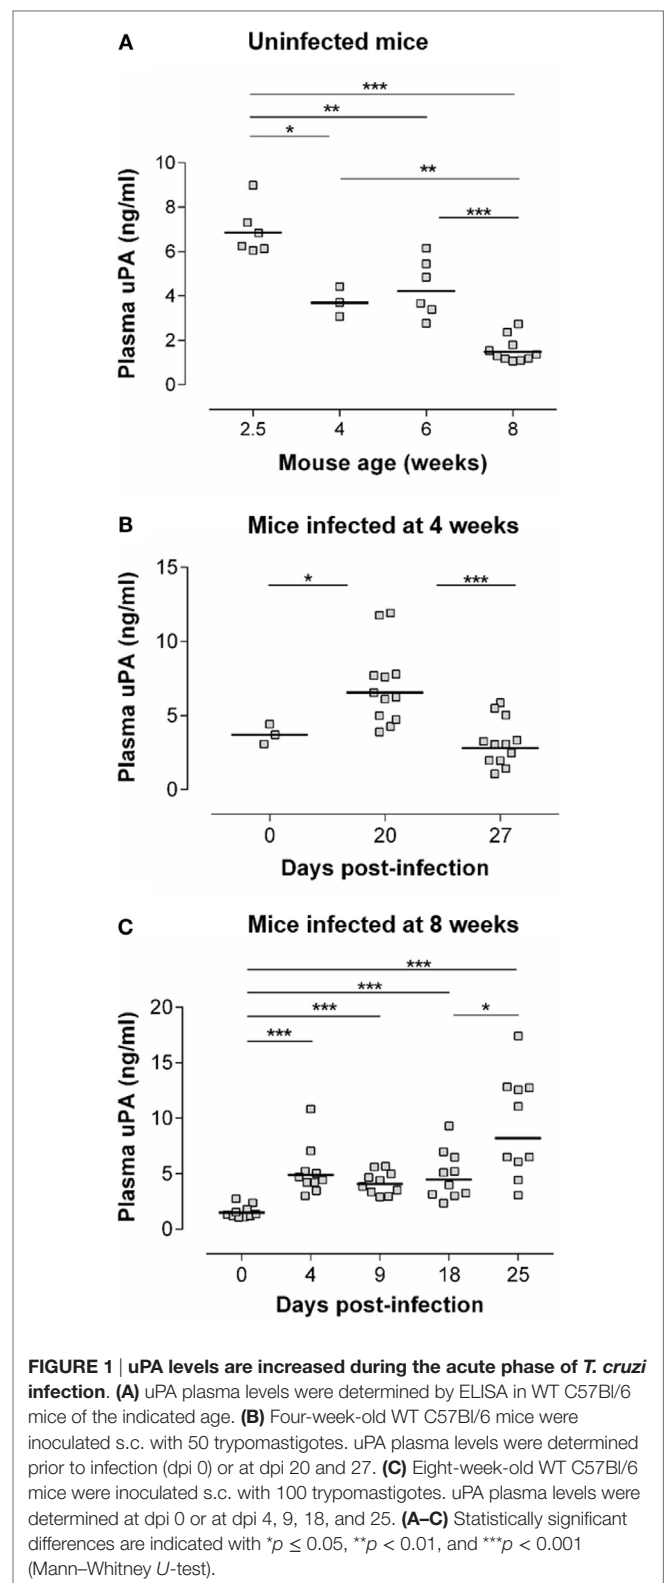 A
Uninfected mice
***
**
*
**
***
Plasma uPA (ng/ml)
10
8
6
4
2
0
2.5 4 6 8
Mouse age (weeks)
B
Mice infected at 4 weeks
* ***
Plasma uPA (ng/ml)
15
10
5
0
0 20 27
Days post-infection
C
Mice infected at 8 weeks
***
***
***
*
***
Plasma uPA (ng/ml)
20
15
10
5
0
0 4 9 18 25
Days post-infection
FIGURE 1 | uPA levels are increased during the acute phase of T. cruzi
infection. (A) uPA plasma levels were determined by ELISA in WT C57Bl/6
mice of the indicated age. (B) Four-week-old WT C57Bl/6 mice were
inoculated s.c. with 50 trypomastigotes. uPA plasma levels were determined
prior to infection (dpi 0) or at dpi 20 and 27. (C) Eight-week-old WT C57Bl/6
mice were inoculated s.c. with 100 trypomastigotes. uPA plasma levels were
determined at dpi 0 or at dpi 4, 9, 18, and 25. (A–C) Statistically significant
differences are indicated with *p ≤ 0.05, **p < 0.01, and ***p < 0.001
(Mann–Whitney U-test).